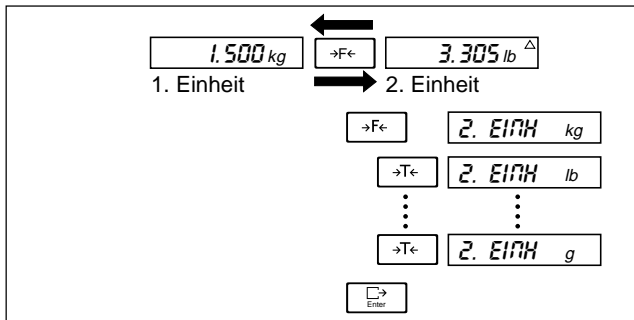 1.500 kg →F← 3.305 lb △
1. Einheit 2. Einheit
→F← 2. EINH kg
→T← 2. EINH lb
→T← 2. EINH g
Enter